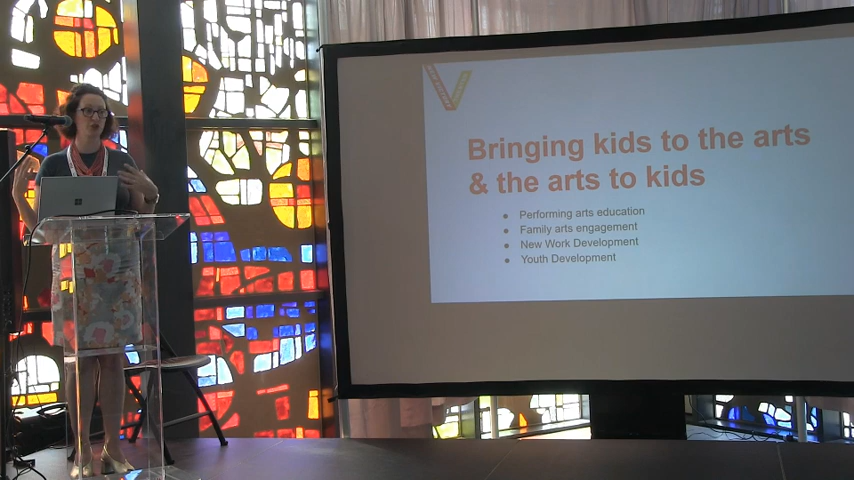 Bringing kids to the arts
& the arts to kids
● Performing arts education
● Family arts engagement
● New Work Development
● Youth Development